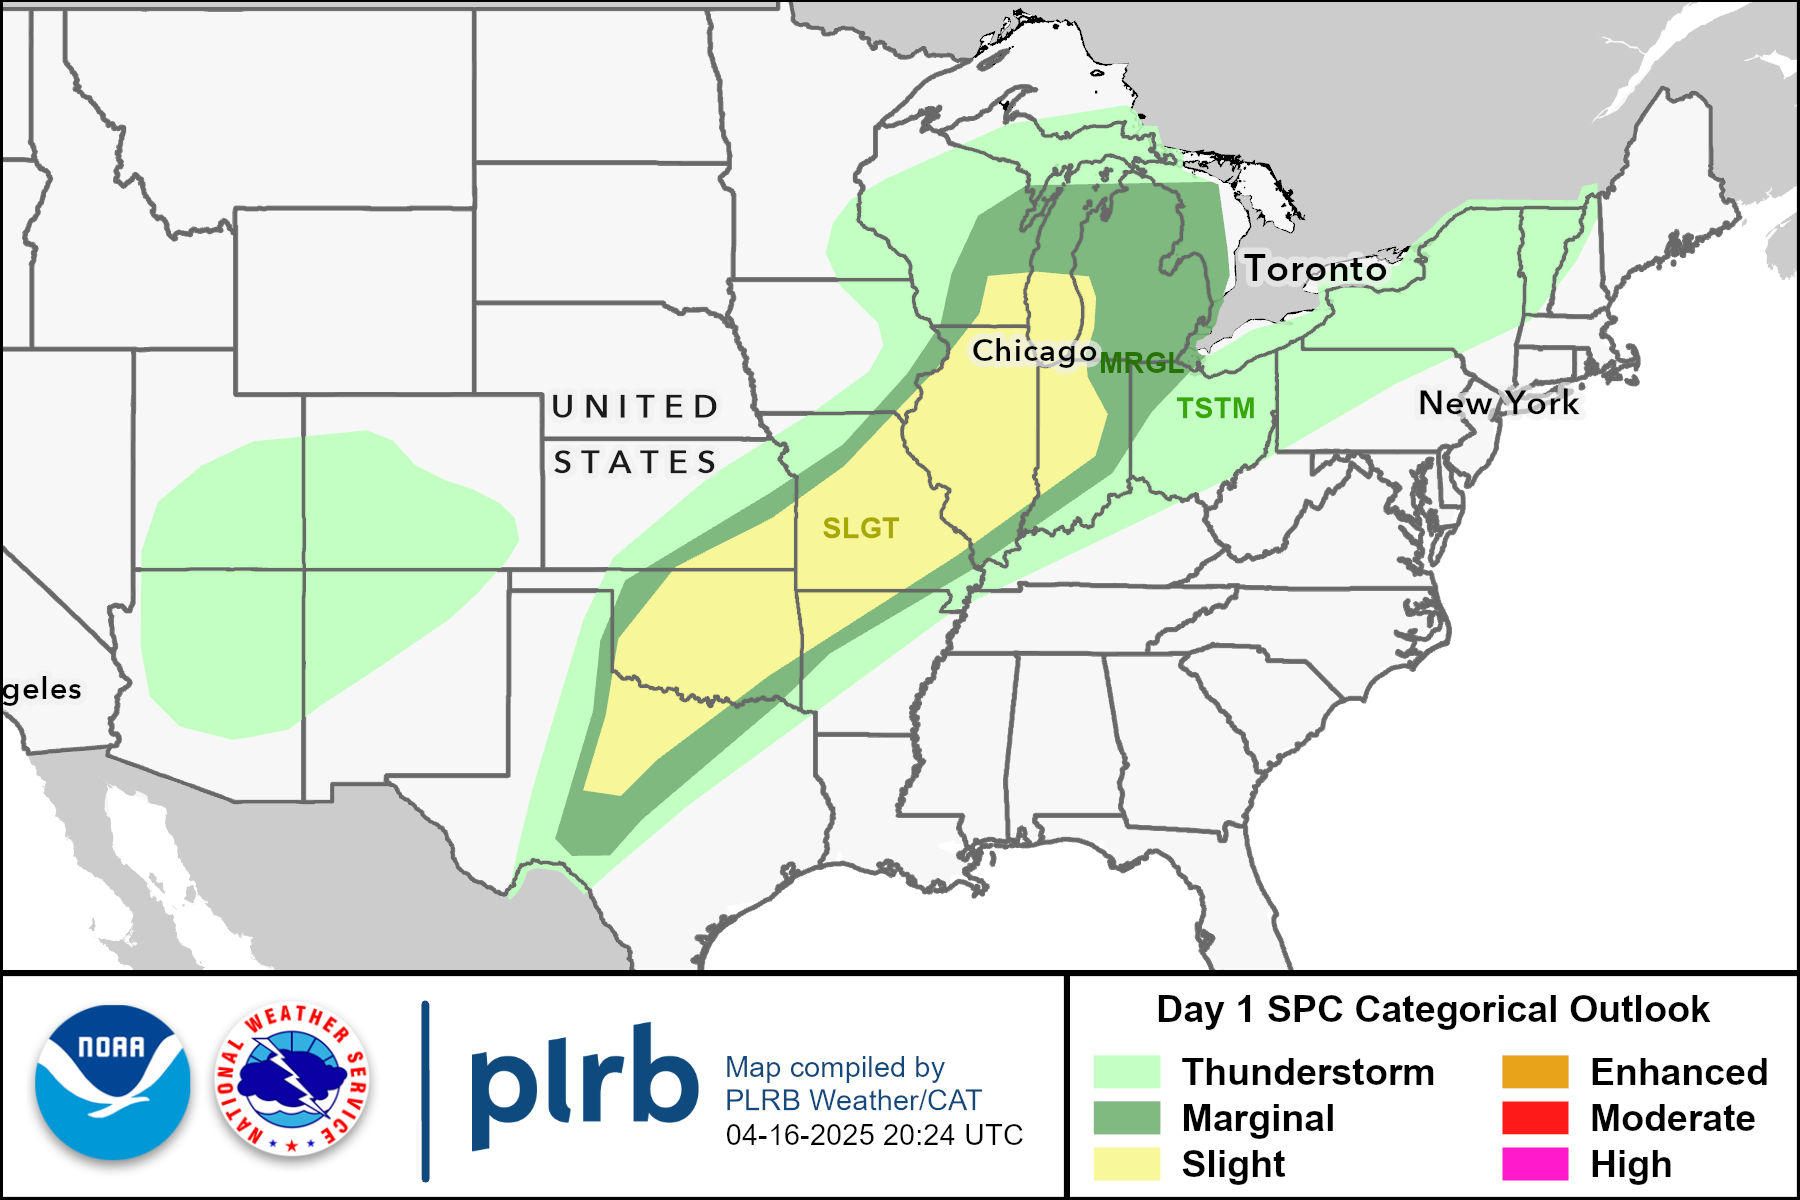 Toronto
Chicago
MRGL
UNITED
TSTM
New York
STATES
SLGT
geles
NOAA
NATIONAL WEATHER SERVICE
plrb
Map compiled by
PLRB Weather/CAT
04-16-2025 20:24 UTC
Day 1 SPC Categorical Outlook
Thunderstorm
Enhanced
Marginal
Moderate
Slight
High